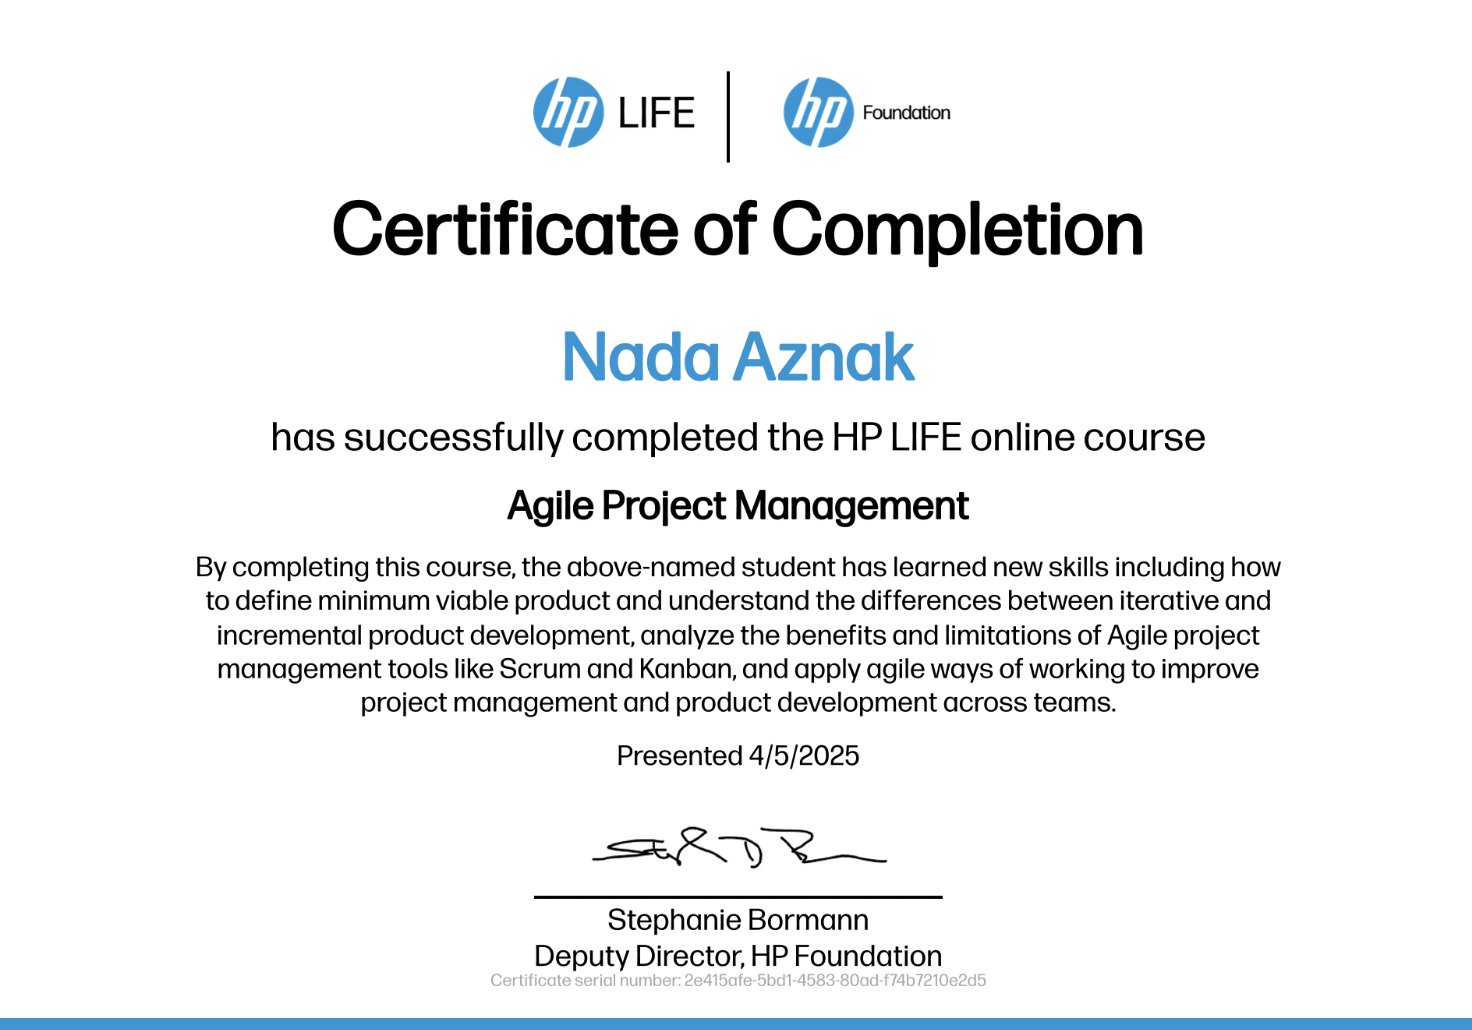 hp LIFE | hp Foundation
Certificate of Completion
Nada Aznak
has successfully completed the HP LIFE online course
Agile Project Management
By completing this course, the above-named student has learned new skills including how
to define minimum viable product and understand the differences between iterative and
incremental product development, analyze the benefits and limitations of Agile project
management tools like Scrum and Kanban, and apply agile ways of working to improve
project management and product development across teams.
Presented 4/5/2025
Stephanie Bormann
Deputy Director, HP Foundation
Certificate serial number: 2e415afe-5bd1-4583-80ad-f74b7210e2d5